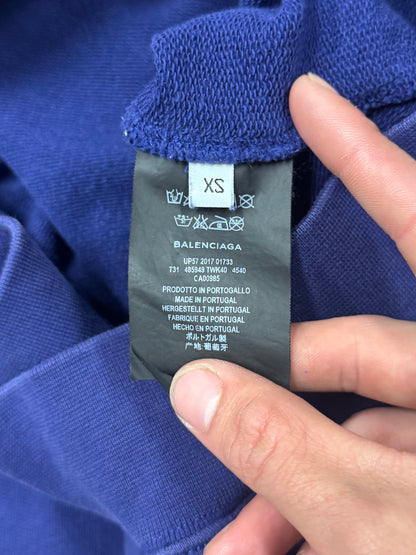 XS
BALENCIAGA
UP57 2017 01733
T31 485949 TWK40 4540
CA00985
PRODOTTO IN PORTOGALLO
MADE IN PORTUGAL
HERGESTELLT IN PORTUGAL
FABRIQUE EN PORTUGAL
HECHO EN PORTUGAL
ポルトガル製
产地:葡萄牙